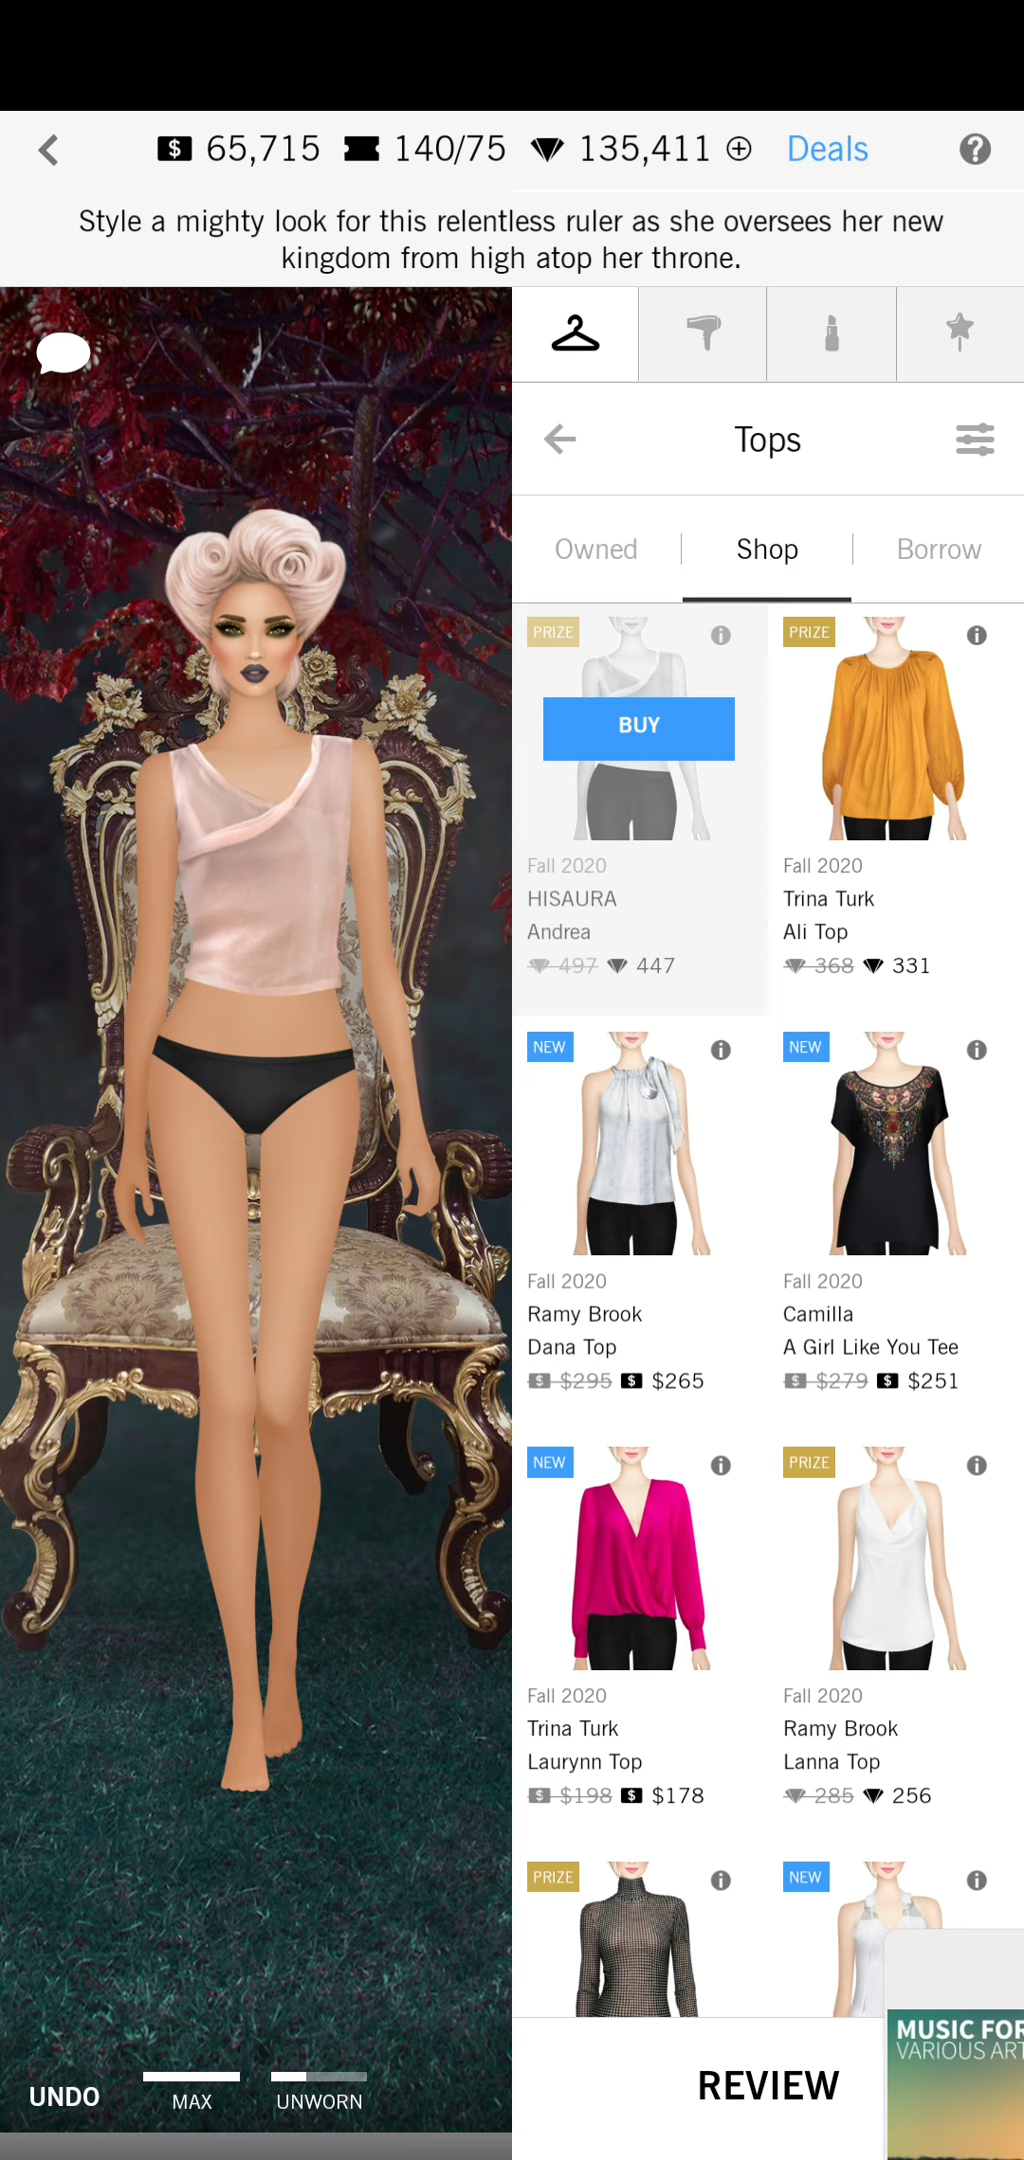 65,715 140/75 135,411 Deals
Style a mighty look for this relentless ruler as she oversees her new
kingdom from high atop her throne.
Tops
Owned Shop Borrow
PRIZE
BUY
Fall 2020
HISAURA
Andrea
497 447
PRIZE
Fall 2020
Trina Turk
Ali Top
368 331
NEW
Fall 2020
Ramy Brook
Dana Top
$295 $265
NEW
Fall 2020
Camilla
A Girl Like You Tee
$279 $251
NEW
Fall 2020
Trina Turk
Laurynn Top
$198 $178
PRIZE
Fall 2020
Ramy Brook
Lanna Top
285 256
PRIZE
NEW
UNDO
MAX
UNWORN
REVIEW
MUSIC FOR
VARIOUS ART